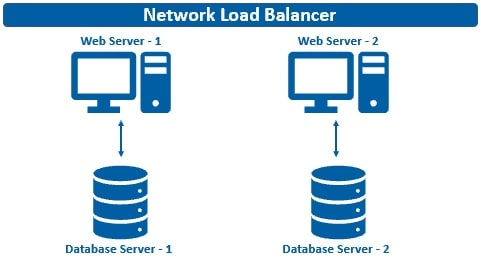 Network Load Balancer
Web Server - 1
Web Server - 2
Database Server - 1
Database Server - 2